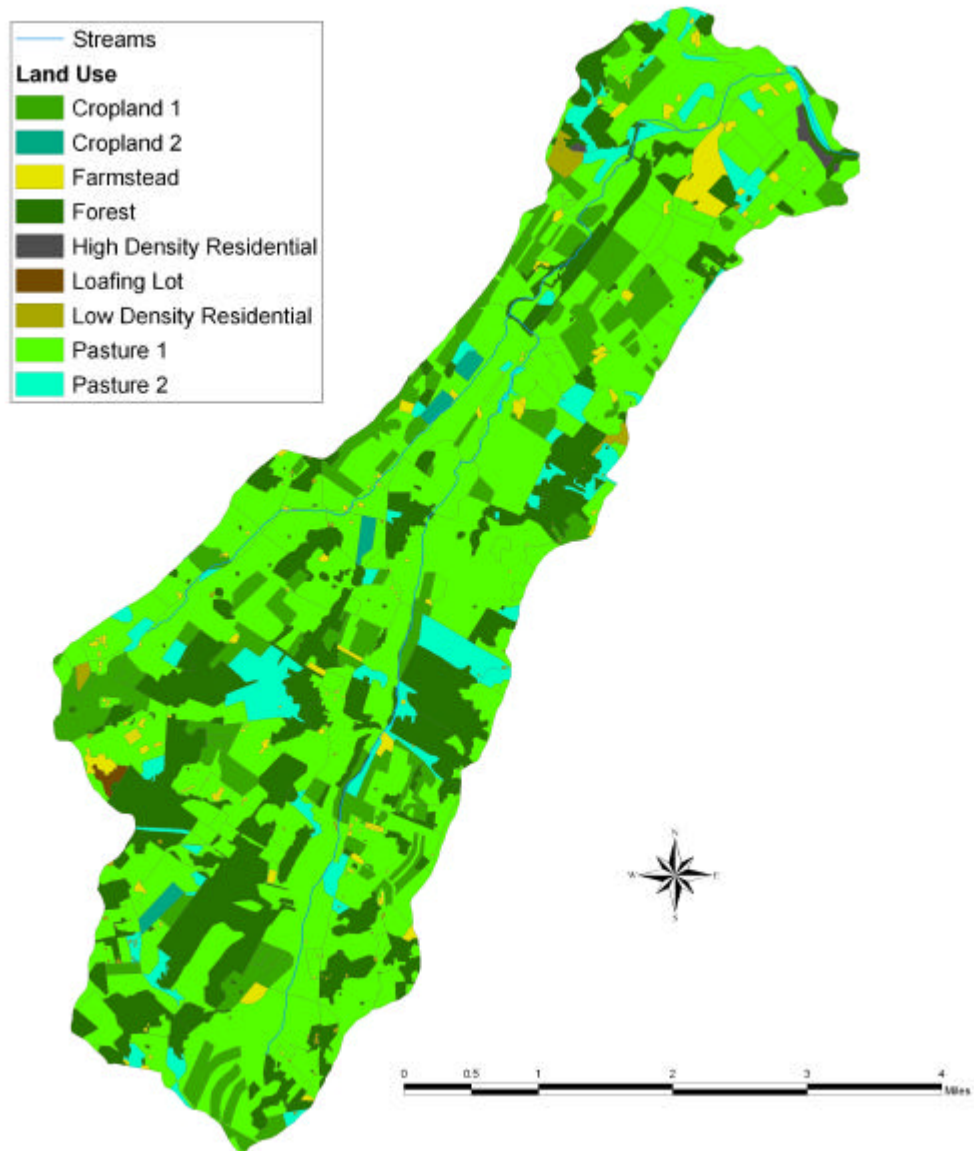 Streams
Land Use
Cropland 1
Cropland 2
Farmstead
Forest
High Density Residential
Loafing Lot
Low Density Residential
Pasture 1
Pasture 2
N
W E
S
0 0.5 1 2 3 4
Miles